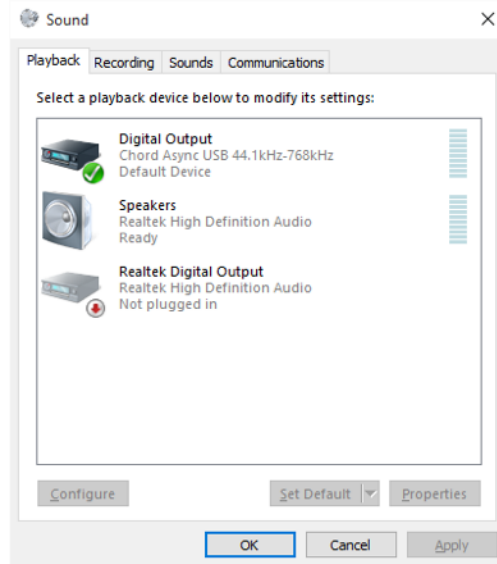 Sound
Playback Recording Sounds Communications
Select a playback device below to modify its settings:
Digital Output
Chord Async USB 44.1kHz-768kHz
Default Device
Speakers
Realtek High Definition Audio
Ready
Realtek Digital Output
Realtek High Definition Audio
Not plugged in
Configure Set Default Properties
OK Cancel Apply